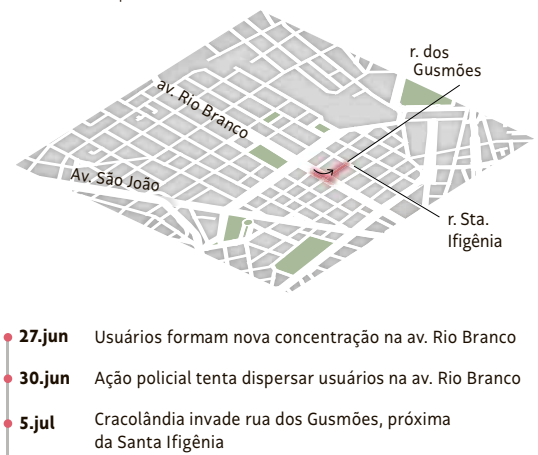 r. dos
Gusmões
av. Rio Branco
Av. São João
r. Sta.
Ifigênia
27.jun Usuários formam nova concentração na av. Rio Branco
30.jun Ação policial tenta dispersar usuários na av. Rio Branco
5.jul Cracolândia invade rua dos Gusmões, próxima
da Santa Ifigênia